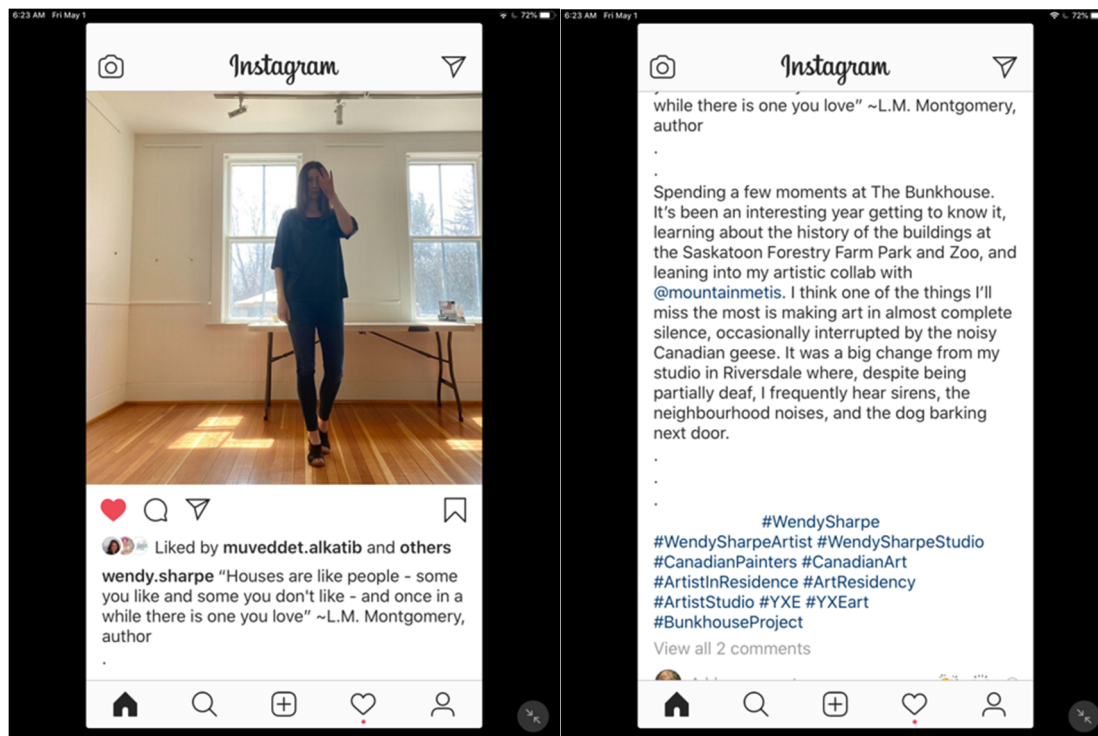 6:23 AM Fri May 1
72%
Instagram
Liked by muveddet.alkatib and others
wendy.sharpe “Houses are like people - some
you like and some you don't like - and once in a
while there is one you love” ~L.M. Montgomery,
author
.
6:23 AM Fri May 1
72%
Instagram
while there is one you love” ~L.M. Montgomery,
author
.
.
Spending a few moments at The Bunkhouse.
It’s been an interesting year getting to know it,
learning about the history of the buildings at
the Saskatoon Forestry Farm Park and Zoo, and
leaning into my artistic collab with
@mountainmetis. I think one of the things I’ll
miss the most is making art in almost complete
silence, occasionally interrupted by the noisy
Canadian geese. It was a big change from my
studio in Riversdale where, despite being
partially deaf, I frequently hear sirens, the
neighbourhood noises, and the dog barking
next door.
.
.
.
#WendySharpe
#WendySharpeArtist #WendySharpeStudio
#CanadianPainters #CanadianArt
#ArtistInResidence #ArtResidency
#ArtistStudio #YXE #YXEart
#BunkhouseProject
View all 2 comments